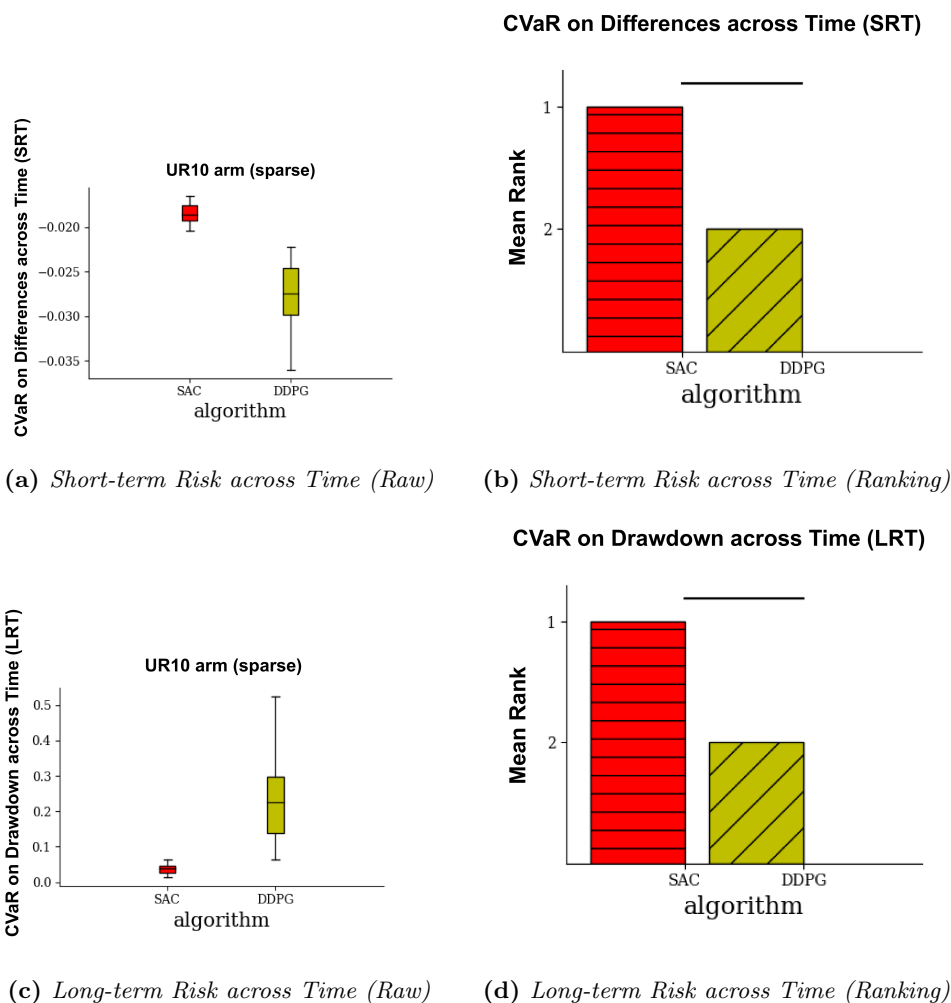 CVaR on Differences across Time (SRT)
UR10 arm (sparse)
CVaR on Differences across Time (SRT)
−0.020
−0.025
−0.030
−0.035
SAC DDPG
algorithm
Mean Rank
1
2
SAC DDPG
algorithm
(a) Short-term Risk across Time (Raw)
(b) Short-term Risk across Time (Ranking)
CVaR on Drawdown across Time (LRT)
UR10 arm (sparse)
CVaR on Drawdown across Time (LRT)
0.5
0.4
0.3
0.2
0.1
0.0
SAC DDPG
algorithm
Mean Rank
1
2
SAC DDPG
algorithm
(c) Long-term Risk across Time (Raw)
(d) Long-term Risk across Time (Ranking)